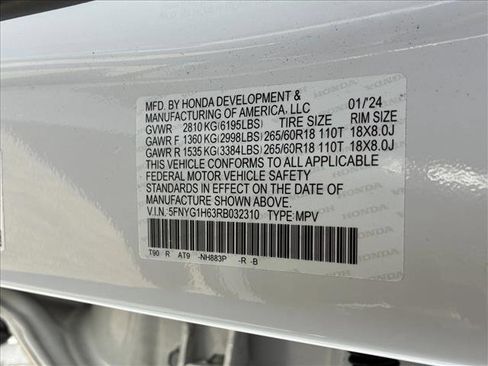 MFD. BY HONDA DEVELOPMENT &
MANUFACTURING OF AMERICA, LLC 01/'24
GVWR 2810 KG(6195LBS) TIRE SIZE RIM SIZE
GAWR F 1360 KG(2998LBS) 265/60R18 110T 18X8.0J
GAWR R 1535 KG(3384LBS) 265/60R18 110T 18X8.0J
THIS VEHICLE CONFORMS TO ALL APPLICABLE
FEDERAL MOTOR VEHICLE SAFETY
STANDARDS IN EFFECT ON THE DATE OF
MANUFACTURE SHOWN ABOVE.
V.I.N. 5FNYG1H63RB032310 TYPE: MPV
T90 R AT9 -NH883P -R -B